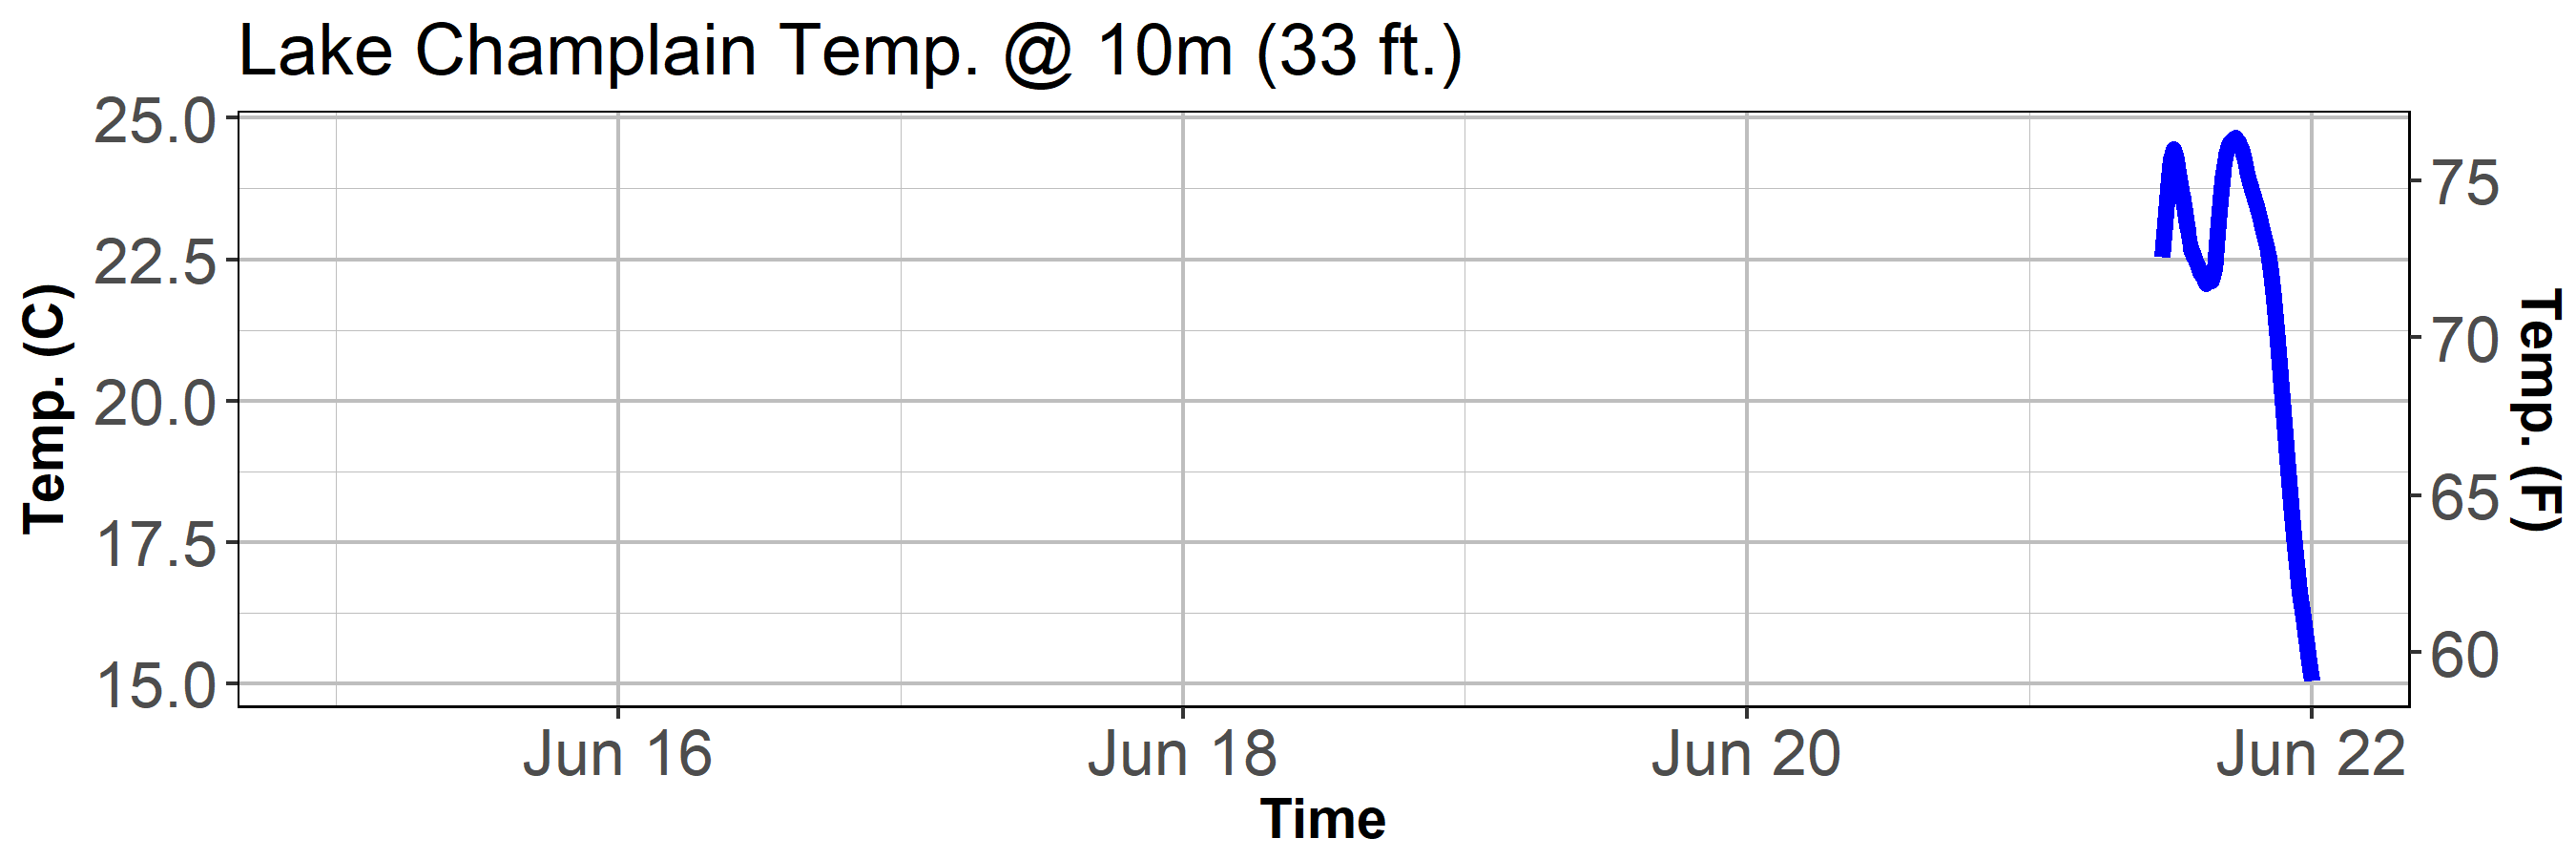 Lake Champlain Temp. @ 10m (33 ft.)
Temp. (C)
25.0
22.5
20.0
17.5
15.0
75
70
65
60
Temp. (F)
Jun 16
Jun 18
Jun 20
Jun 22
Time